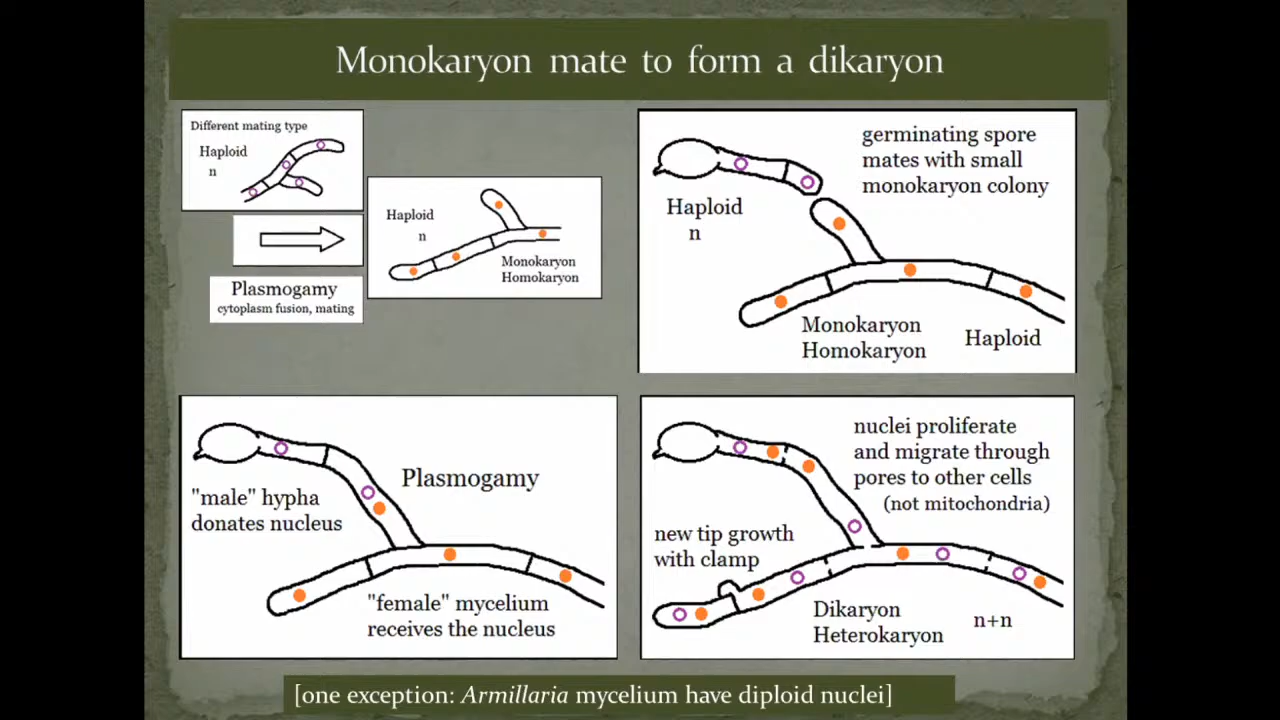 Monokaryon mate to form a dikaryon
Different mating type
Haploid
n
Plasmogamy
cytoplasm fusion, mating
Haploid
n
Monokaryon
Homokaryon
germinating spore
mates with small
monokaryon colony
Haploid
n
Monokaryon
Homokaryon
Haploid
Plasmogamy
"male" hypha
donates nucleus
"female" mycelium
receives the nucleus
nuclei proliferate
and migrate through
pores to other cells
(not mitochondria)
new tip growth
with clamp
Dikaryon
Heterokaryon
n+n
[one exception: Armillaria mycelium have diploid nuclei]